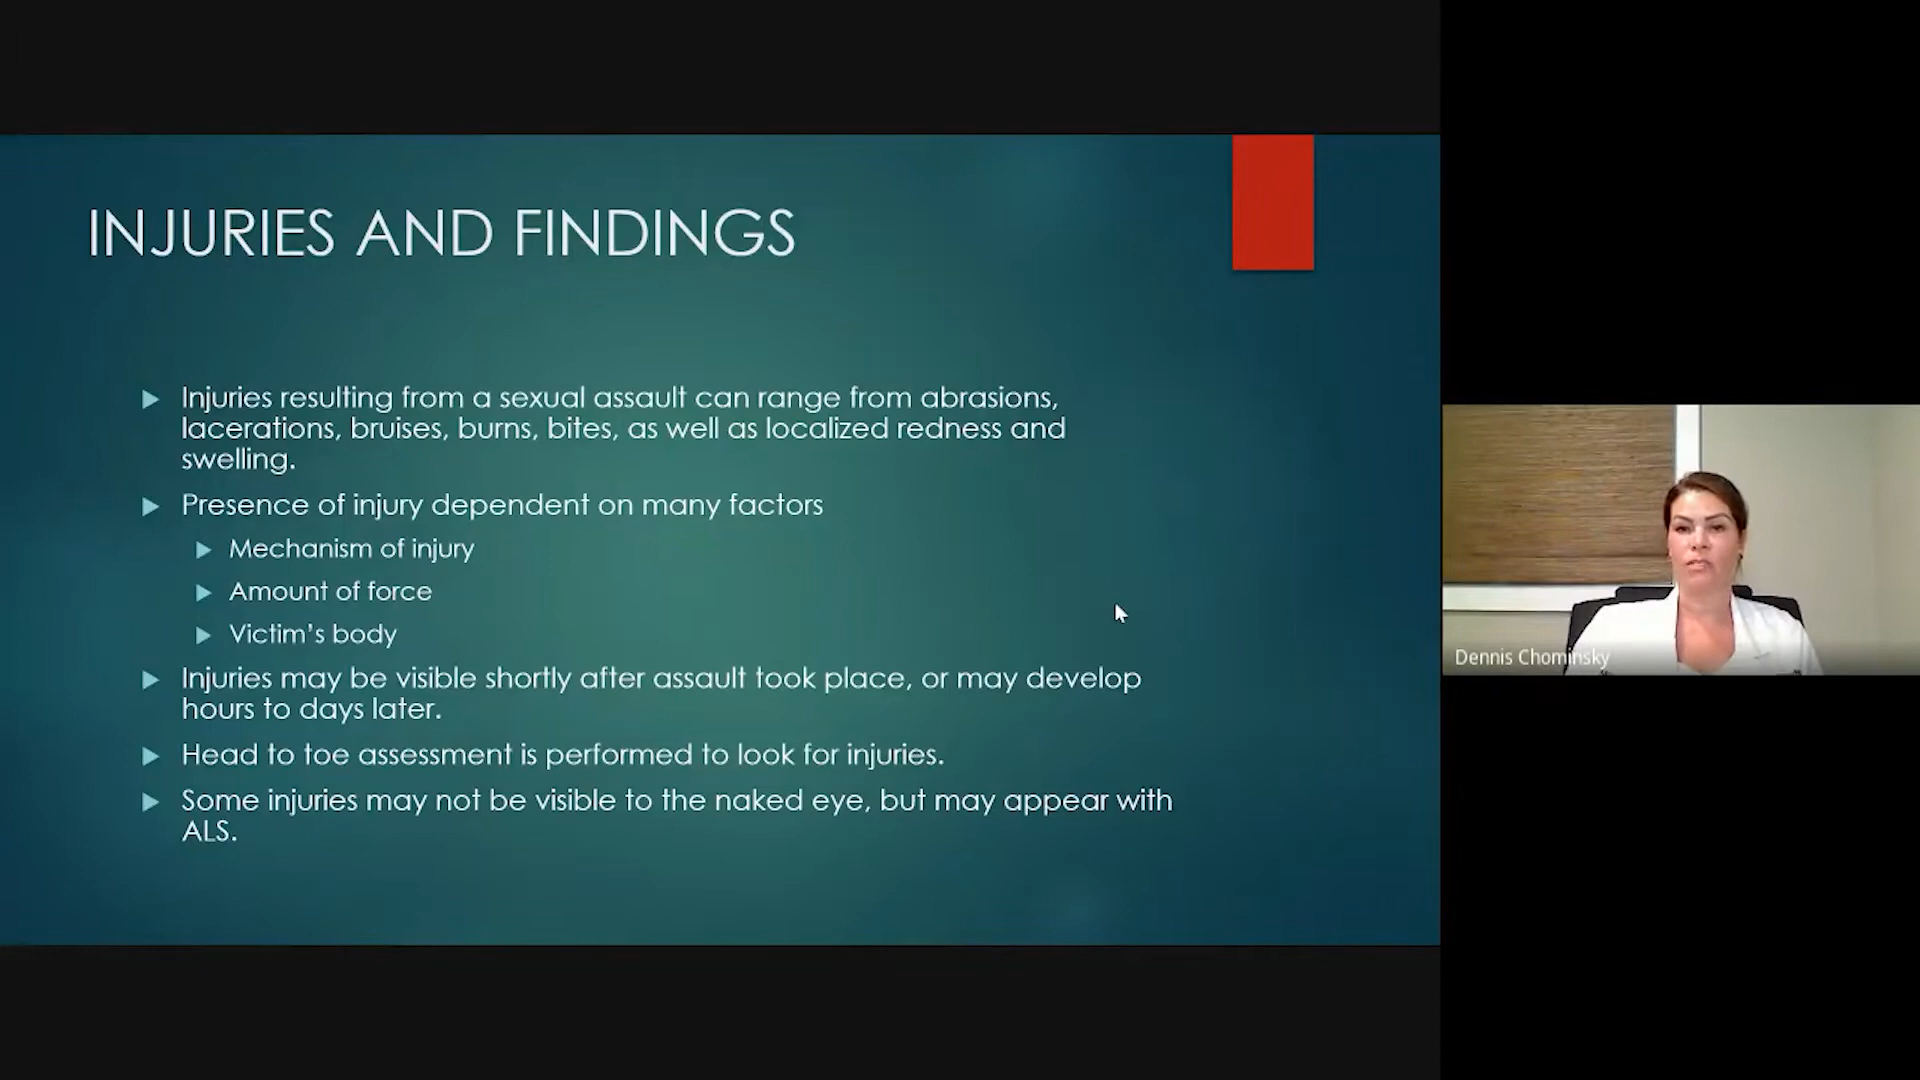 INJURIES AND FINDINGS
Injuries resulting from a sexual assault can range from abrasions,
lacerations, bruises, burns, bites, as well as localized redness and
swelling.
Presence of injury dependent on many factors
Mechanism of injury
Amount of force
Victim's body
Injuries may be visible shortly after assault took place, or may develop
hours to days later.
Head to toe assessment is performed to look for injuries.
Some injuries may not be visible to the naked eye, but may appear with
ALS.
Dennis Chominsky